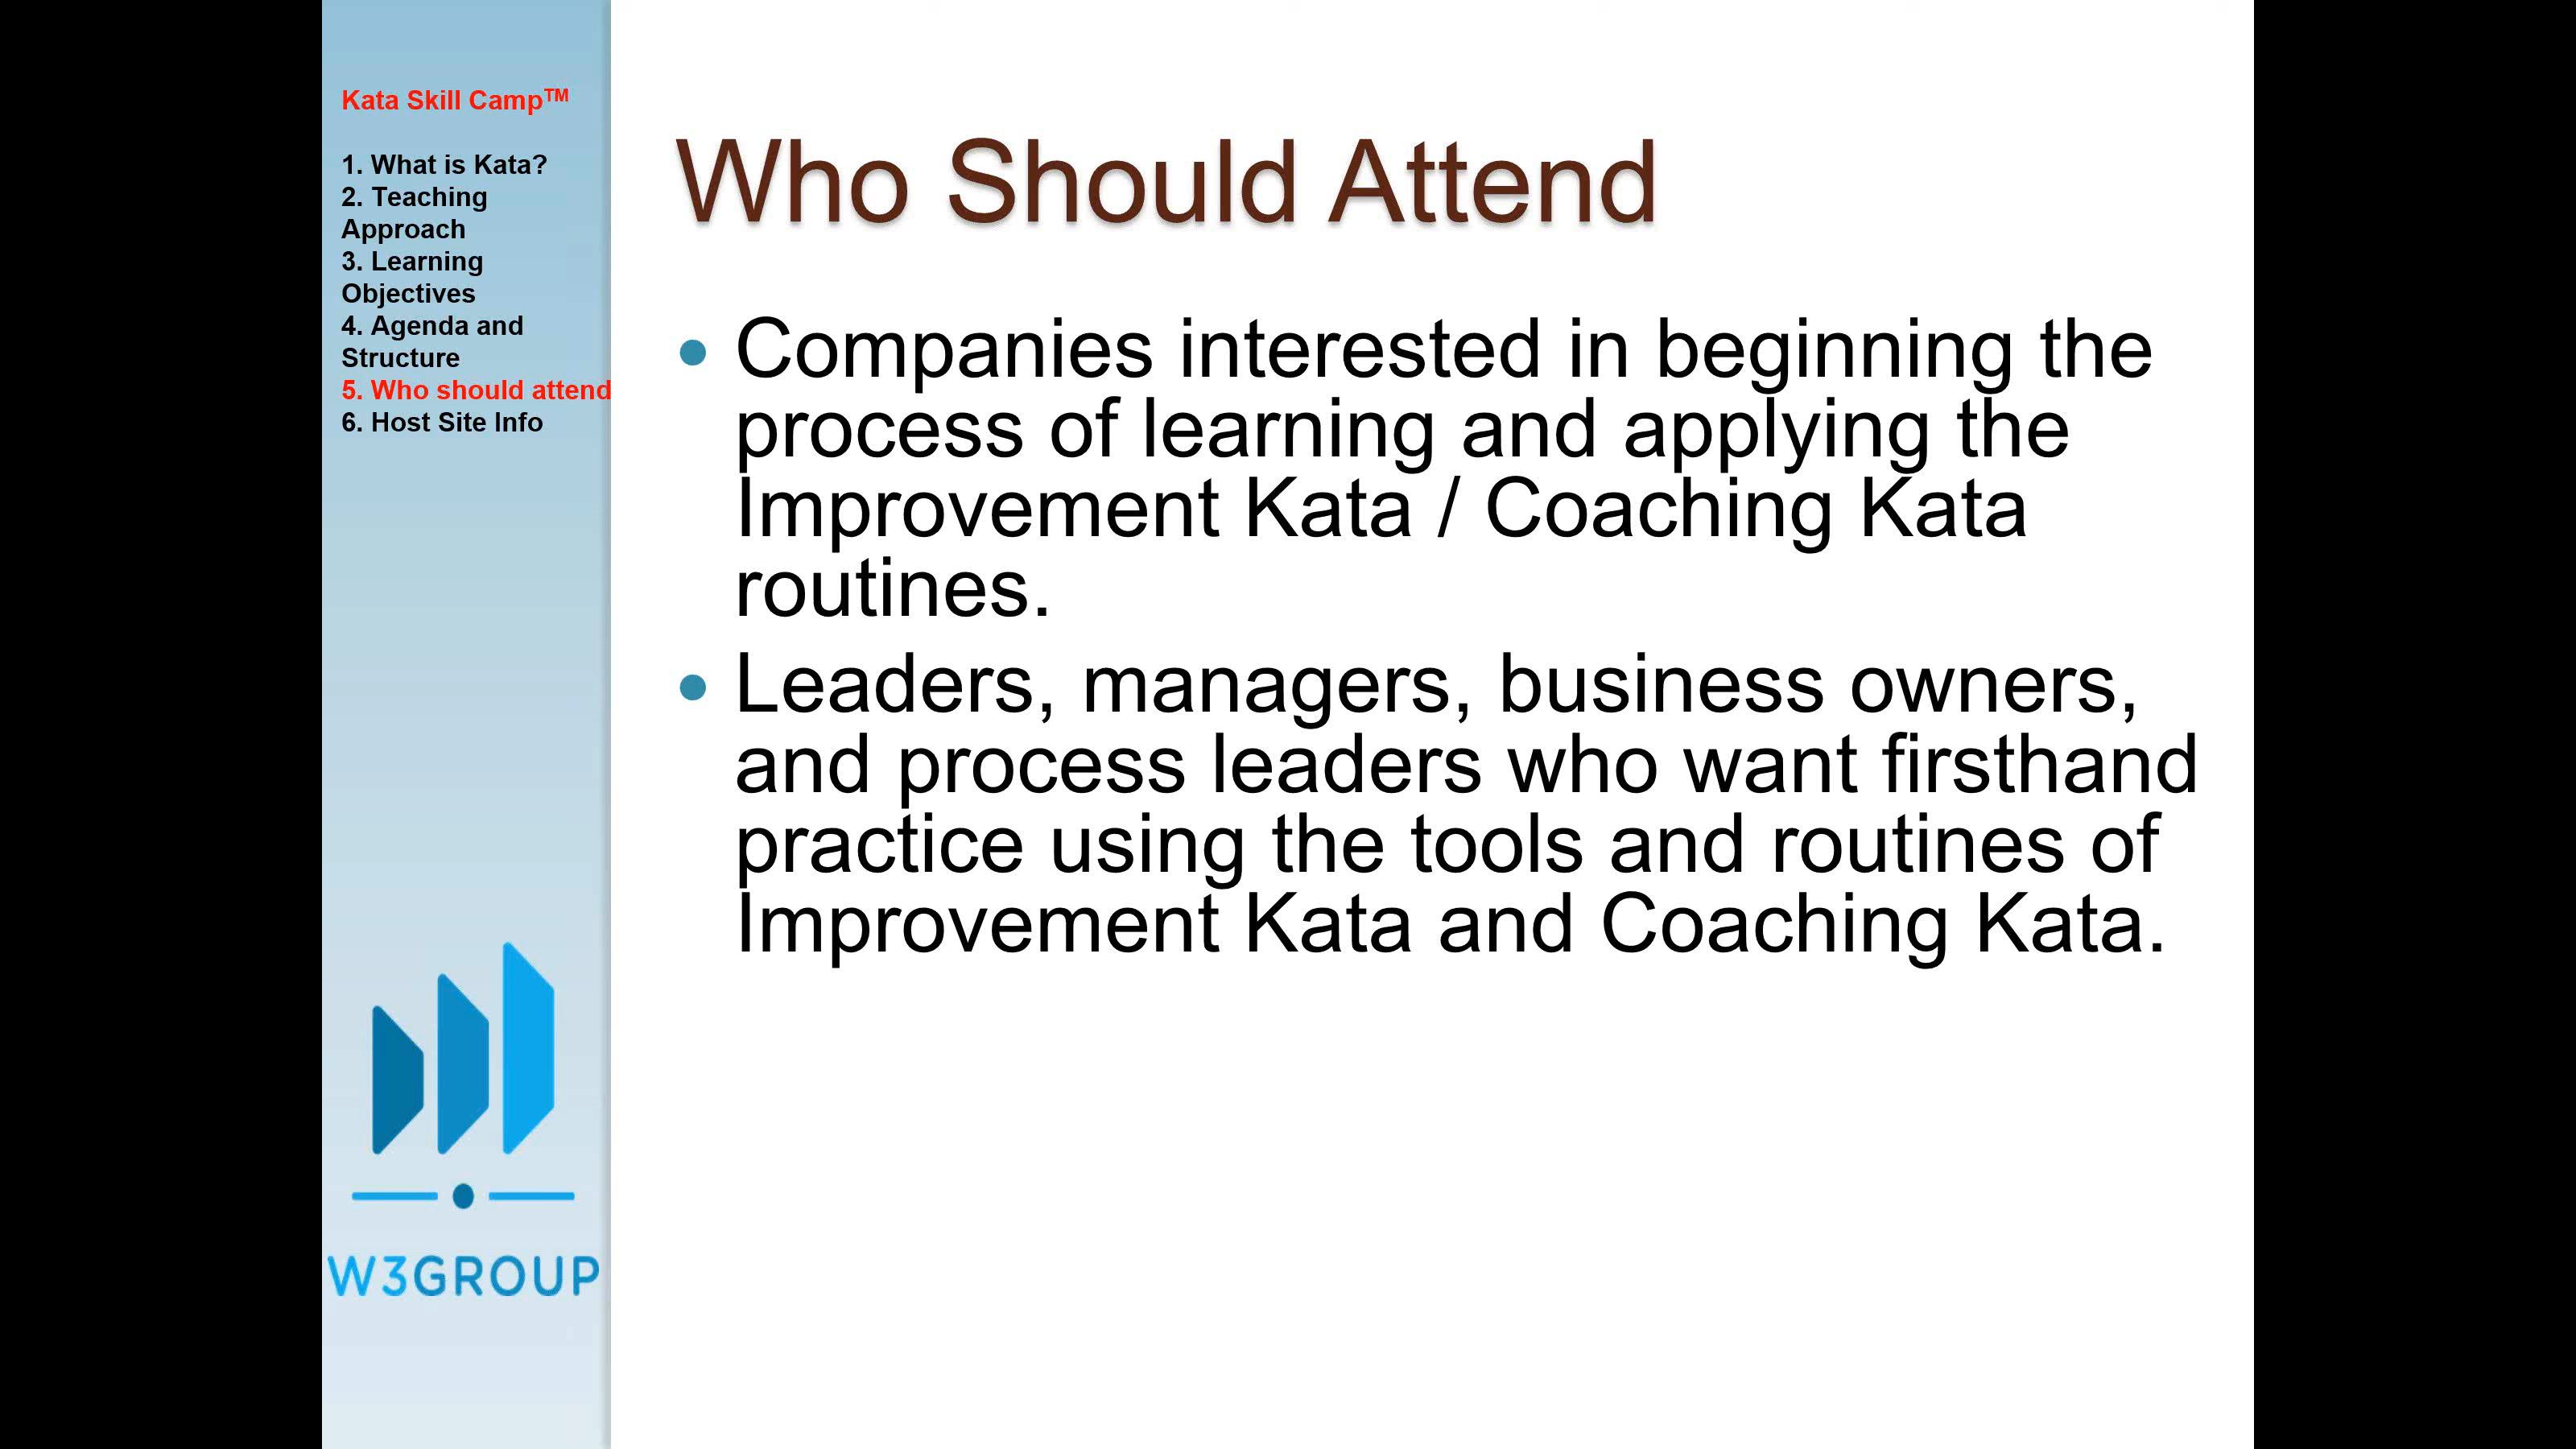 Kata Skill Camp™
1. What is Kata?
2. Teaching
Approach
3. Learning
Objectives
4. Agenda and
Structure
5. Who should attend
6. Host Site Info
W3GROUP
Who Should Attend
• Companies interested in beginning the
process of learning and applying the
Improvement Kata / Coaching Kata
routines.
• Leaders, managers, business owners,
and process leaders who want firsthand
practice using the tools and routines of
Improvement Kata and Coaching Kata.